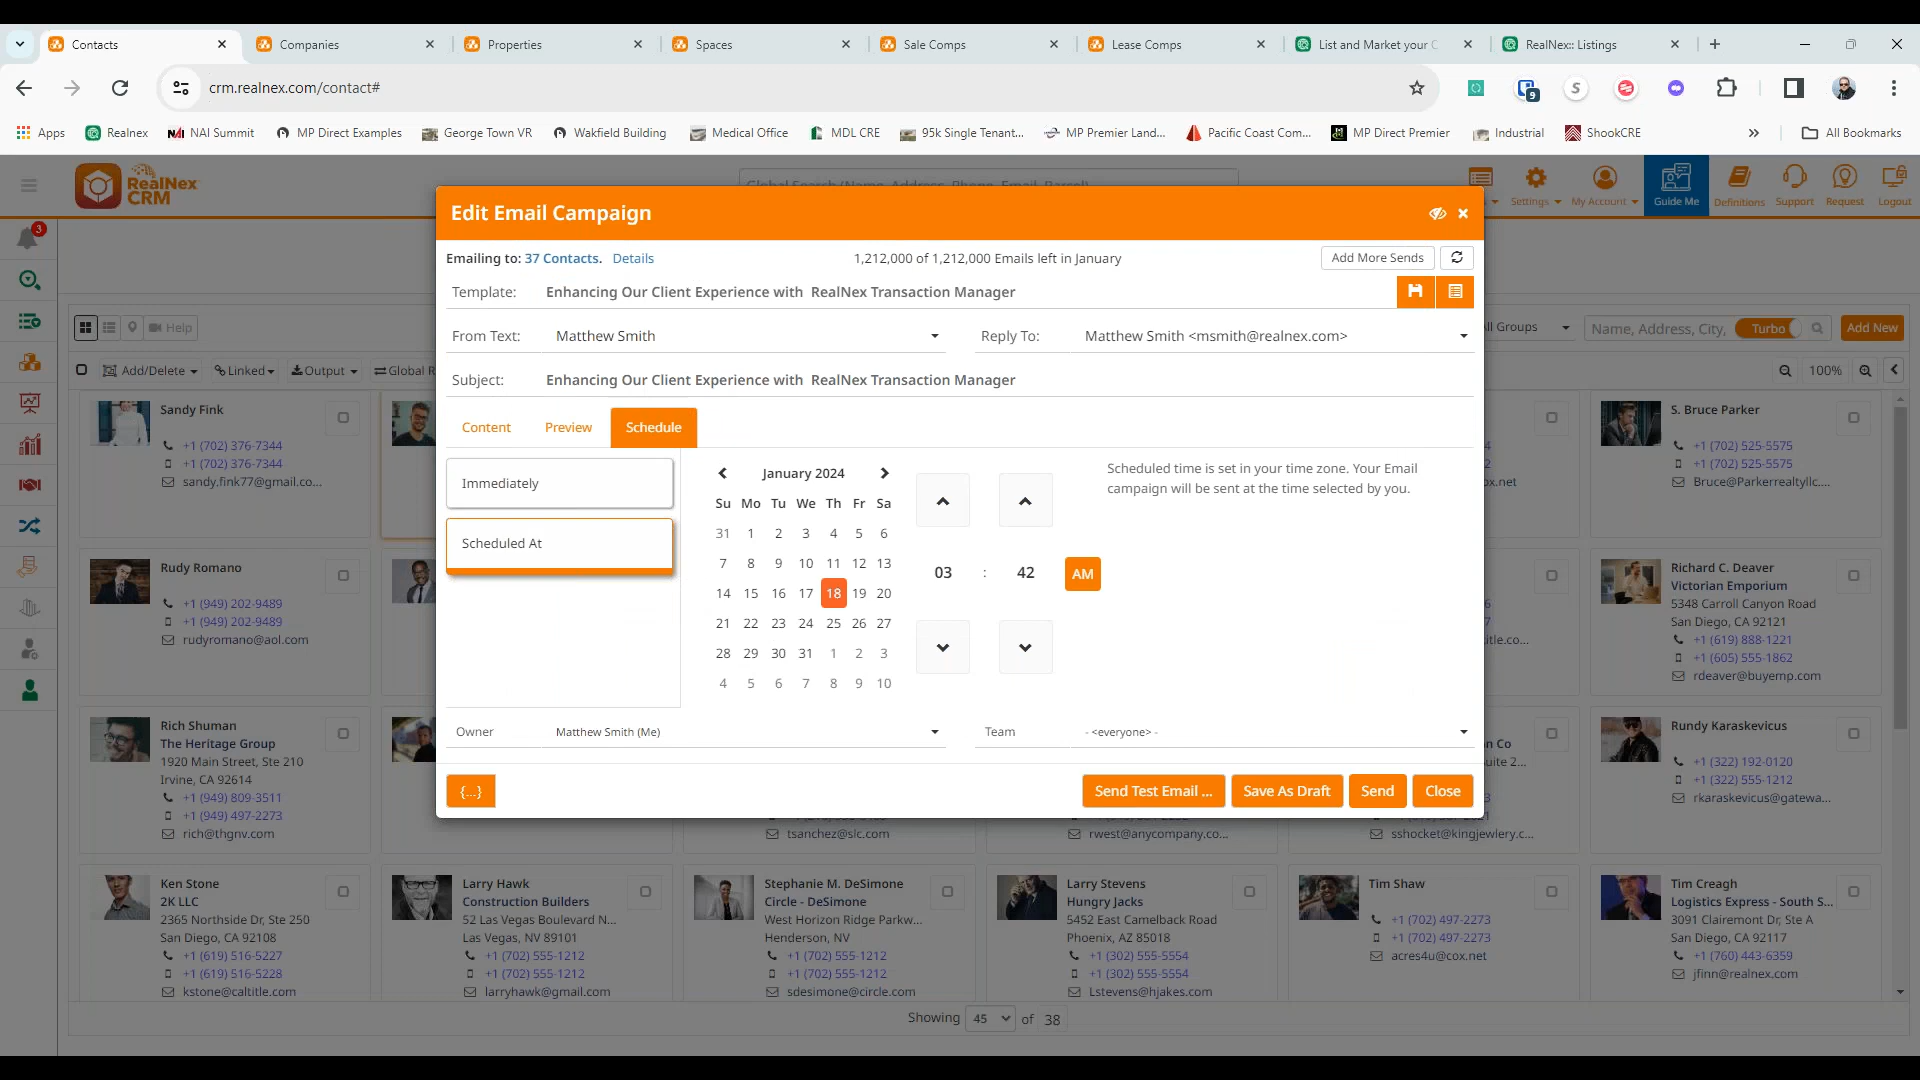 Contacts
Companies
Properties
Spaces
Sale Comps
Lease Comps
List and Market your C
RealNex:: Listings
crm.realnex.com/contact#
9
S
Apps
Realnex
NAI Summit
MP Direct Examples
George Town VR
Wakfield Building
Medical Office
MDL CRE
95k Single Tenant...
MP Premier Land...
Pacific Coast Com...
MP Direct Premier
Industrial
ShookCRE
All Bookmarks
RealNex
CRM
Global Search (Name, Address, Phone, Email, Parcel)
Settings
My Account
Guide Me
Definitions
Support
Request
Logout
3
Edit Email Campaign
Emailing to: 37 Contacts. Details
1,212,000 of 1,212,000 Emails left in January
Add More Sends
Template: Enhancing Our Client Experience with RealNex Transaction Manager
From Text: Matthew Smith
Reply To: Matthew Smith <msmith@realnex.com>
Subject: Enhancing Our Client Experience with RealNex Transaction Manager
Content
Preview
Schedule
Immediately
Scheduled At
January 2024
Su Mo Tu We Th Fr Sa
31 1 2 3 4 5 6
7 8 9 10 11 12 13
14 15 16 17 18 19 20
21 22 23 24 25 26 27
28 29 30 31 1 2 3
4 5 6 7 8 9 10
03 : 42 AM
Scheduled time is set in your time zone. Your Email
campaign will be sent at the time selected by you.
Owner Matthew Smith (Me)
Team - <everyone> -
{...}
Send Test Email ...
Save As Draft
Send
Close
Help
All Groups
Name, Address, City,
Turbo
Add New
Add/Delete
Linked
Output
Global R
100%
Sandy Fink
+1 (702) 376-7344
+1 (702) 376-7344
sandy.fink77@gmail.co...
S. Bruce Parker
+1 (702) 525-5575
+1 (702) 525-5575
Bruce@Parkerrealtyllc....
ox.net
Rudy Romano
+1 (949) 202-9489
+1 (949) 202-9489
rudyromano@aol.com
title.co...
Richard C. Deaver
Victorian Emporium
5348 Carroll Canyon Road
San Diego, CA 92121
+1 (619) 888-1221
+1 (605) 555-1862
rdeaver@buyemp.com
Rich Shuman
The Heritage Group
1920 Main Street, Ste 210
Irvine, CA 92614
+1 (949) 809-3511
+1 (949) 497-2273
rich@thgnv.com
tsanchez@slc.com
rwest@anycompany.co...
n Co
uite 2...
sshocket@kingjewlery.c...
Rundy Karaskevicus
+1 (322) 192-0120
+1 (322) 555-1212
rkaraskevicus@gatewa...
Ken Stone
2K LLC
2365 Northside Dr, Ste 250
San Diego, CA 92108
+1 (619) 516-5227
+1 (619) 516-5228
kstone@caltitle.com
Larry Hawk
Construction Builders
52 Las Vegas Boulevard N...
Las Vegas, NV 89101
+1 (702) 555-1212
+1 (702) 555-1212
larryhawk@gmail.com
Stephanie M. DeSimone
Circle - DeSimone
West Horizon Ridge Parkw...
Henderson, NV
+1 (702) 555-1212
+1 (702) 555-1212
sdesimone@circle.com
Larry Stevens
Hungry Jacks
5452 East Camelback Road
Phoenix, AZ 85018
+1 (302) 555-5554
+1 (302) 555-5554
Lstevens@hjakes.com
Tim Shaw
+1 (702) 497-2273
+1 (702) 497-2273
acres4u@cox.net
Tim Creagh
Logistics Express - South S...
3091 Clairemont Dr, Ste A
San Diego, CA 92117
+1 (760) 443-6359
jfinn@realnex.com
Showing 45 of 38